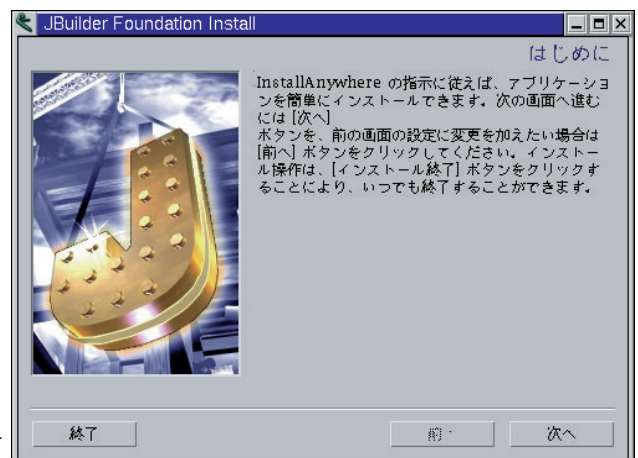 JBuilder Foundation Install
はじめに
InstallAnywhere の指示に従えば、アプリケーショ
ンを簡単にインストールできます。次の画面へ進む
には [次へ]
ボタンを、前の画面の設定に変更を加えたい場合は
[前へ] ボタンをクリックしてください。インストー
ル操作は、[インストール終了] ボタンをクリックす
ることにより、いつでも終了することができます。
終了
前へ
次へ